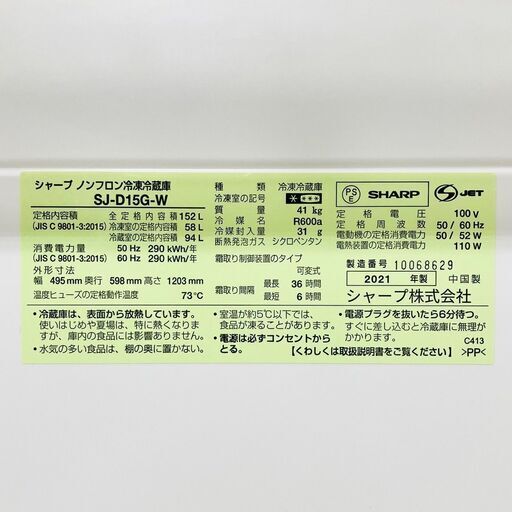 シャープ ノンフロン冷凍冷蔵庫
SJ-D15G-W
定格内容積 全定格内容積 152 L
(JIS C 9801-3:2015) 冷凍室の定格内容積 58 L
冷蔵室の定格内容積 94 L
消費電力量 50 Hz 290 kWh/年
(JIS C 9801-3:2015) 60 Hz 290 kWh/年
外形寸法
幅 495 mm 奥行 598 mm 高さ 1203 mm
温度ヒューズの定格動作温度 73℃
種類 冷凍冷蔵庫
冷凍室の記号 ****
質量 41 kg
冷媒名 R600a
冷媒封入量 31 g
断熱発泡ガス シクロペンタン
霜取り制御装置のタイプ
可変式
霜取り間隔 最長 36 時間
最短 6 時間
PS
E
SHARP
S JET
定格電圧 100 V
定格周波数 50 / 60 Hz
電動機の定格消費電力 50 / 52 W
電熱装置の定格消費電力 110 W
製造番号 10068629
2021 年製 中国製
シャープ株式会社
• 冷蔵庫は、表面から放熱しています。
使いはじめや夏場は、特に熱くなりま
すが、庫内の食品には影響ありません。
• 水気の多い食品は、棚の奥に置かない。
• 室温が約5℃以下では、
食品が凍ることがあります。
• 電源は必ずコンセントから
とる。
• 電源プラグを抜いたら6分待つ。
すぐに差し込むと冷蔵庫に無理が
かかります。
【くわしくは取扱説明書をご覧ください】
C413
>PP<